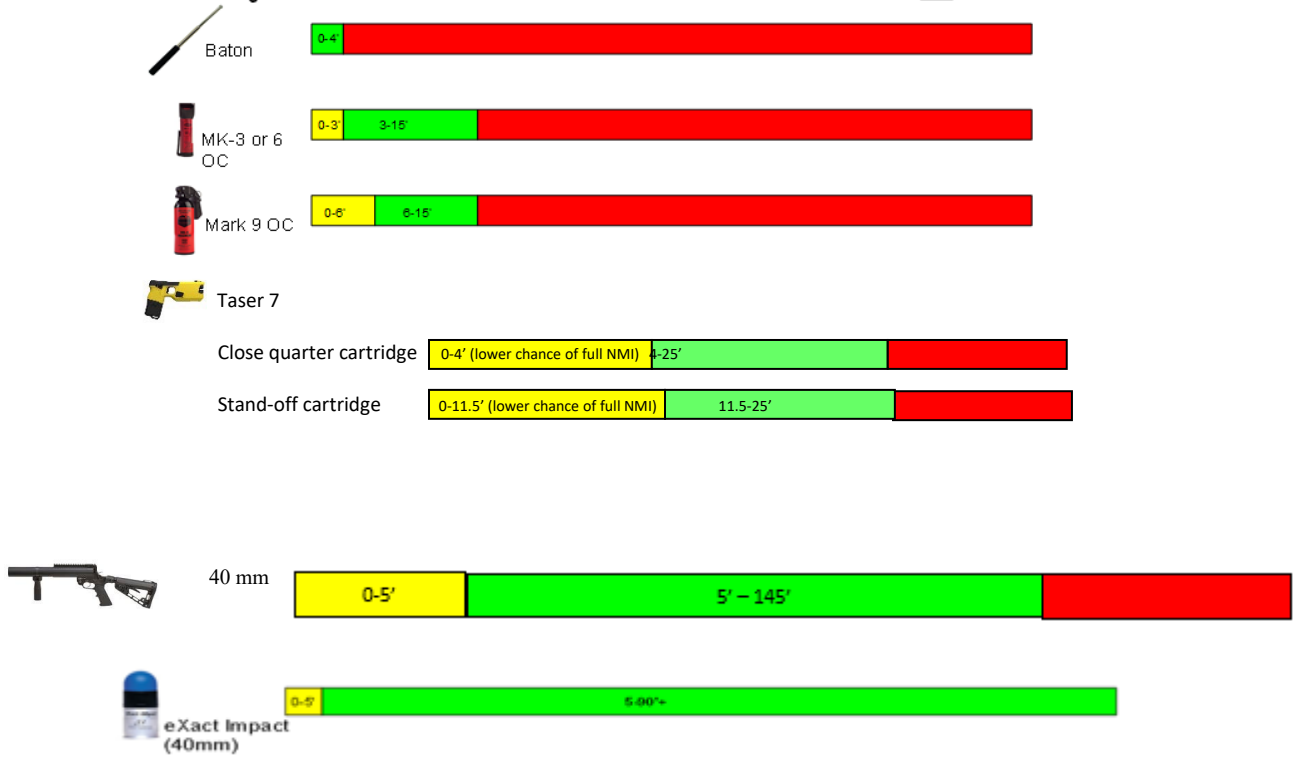 Baton
0-4'
MK-3 or 6
OC
0-3' 3-15'
Mark 9 OC
0-6' 6-15'
Taser 7
Close quarter cartridge 0-4’ (lower chance of full NMI) 4-25’
Stand-off cartridge 0-11.5’ (lower chance of full NMI) 11.5-25’
40 mm
0-5’ 5’ – 145’
0-5' 5-90'+
eXact Impact
(40mm)